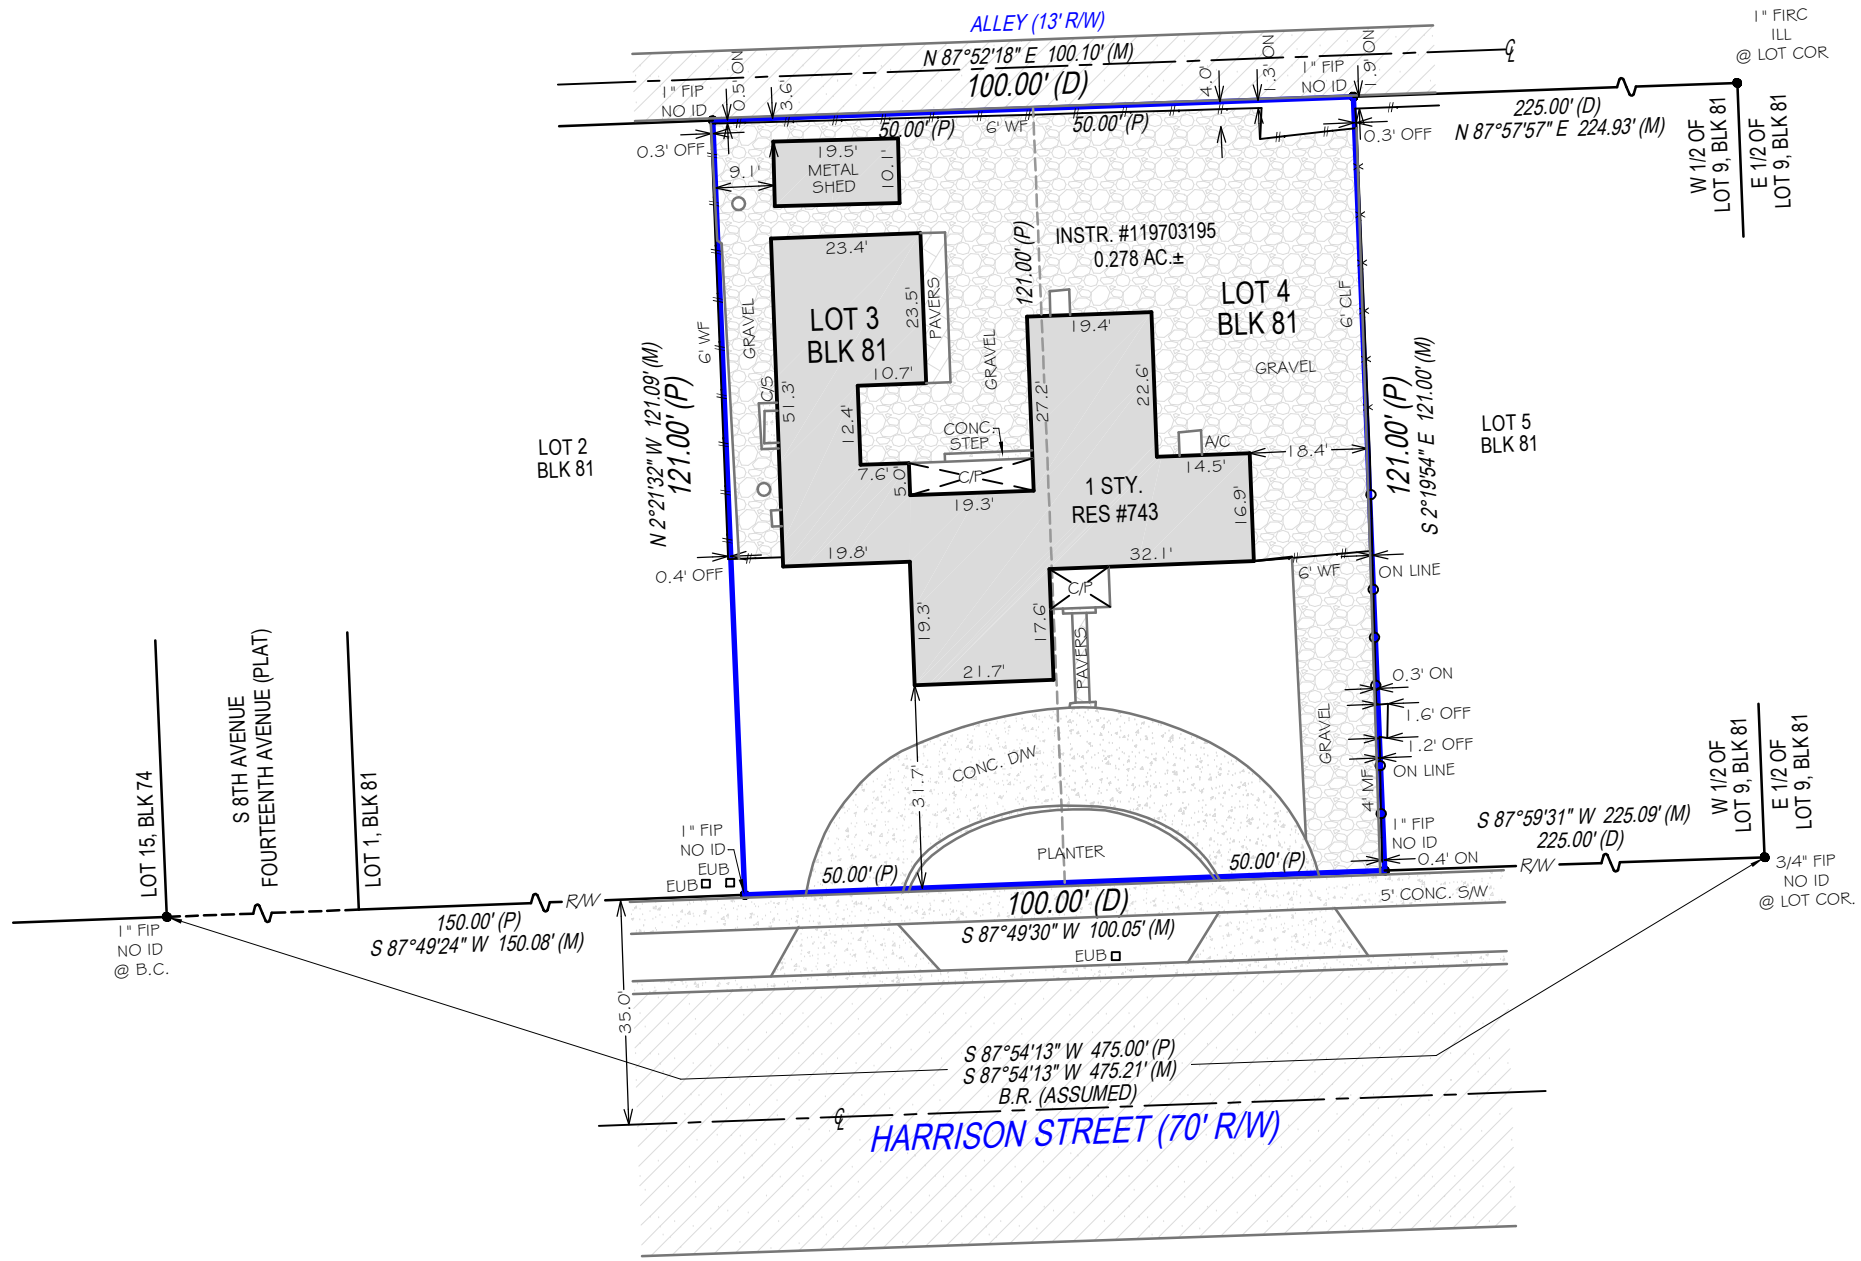 ALLEY (13' R/W)
N 87°52'18" E 100.10' (M)
100.00' (D)
1" FIP
NO ID
0.5' ON
3.6'
4.0'
1.3' ON
1" FIP
NO ID
1.9' ON
℄
1" FIRC
ILL
@ LOT COR
225.00' (D)
N 87°57'57" E 224.93' (M)
W 1/2 OF
LOT 9, BLK 81
E 1/2 OF
LOT 9, BLK 81
50.00' (P)
6' WF
50.00' (P)
0.3' OFF
0.3' OFF
19.5'
METAL
SHED
10.1'
9.1'
INSTR. #119703195
0.278 AC.±
121.00' (P)
23.4'
23.5'
PAVERS
LOT 3
BLK 81
LOT 4
BLK 81
GRAVEL
6' WF
6' CLF
19.4'
GRAVEL
GRAVEL
N 2°21'32" W 121.09' (M)
121.00' (P)
C/S
51.3'
10.7'
12.4'
27.2'
22.6'
121.00' (P)
S 2°19'54" E 121.00' (M)
LOT 2
BLK 81
LOT 5
BLK 81
CONC.
STEP
A/C
18.4'
7.6'
5.0'
C/P
14.5'
19.3'
1 STY.
RES #743
16.9'
19.8'
32.1'
0.4' OFF
6' WF
ON LINE
C/P
19.3'
17.6'
PAVERS
21.7'
0.3' ON
1.6' OFF
1.2' OFF
ON LINE
GRAVEL
4' MF
CONC. D/W
31.7'
PLANTER
LOT 15, BLK 74
S 8TH AVENUE
FOURTEENTH AVENUE (PLAT)
LOT 1, BLK 81
W 1/2 OF
LOT 9, BLK 81
E 1/2 OF
LOT 9, BLK 81
S 87°59'31" W 225.09' (M)
225.00' (D)
1" FIP
NO ID
EUB
EUB
1" FIP
NO ID
0.4' ON
R/W
3/4" FIP
NO ID
@ LOT COR.
50.00' (P)
50.00' (P)
R/W
5' CONC. S/W
100.00' (D)
S 87°49'30" W 100.05' (M)
150.00' (P)
S 87°49'24" W 150.08' (M)
1" FIP
NO ID
@ B.C.
EUB
35.0'
S 87°54'13" W 475.00' (P)
S 87°54'13" W 475.21' (M)
B.R. (ASSUMED)
℄
HARRISON STREET (70' R/W)